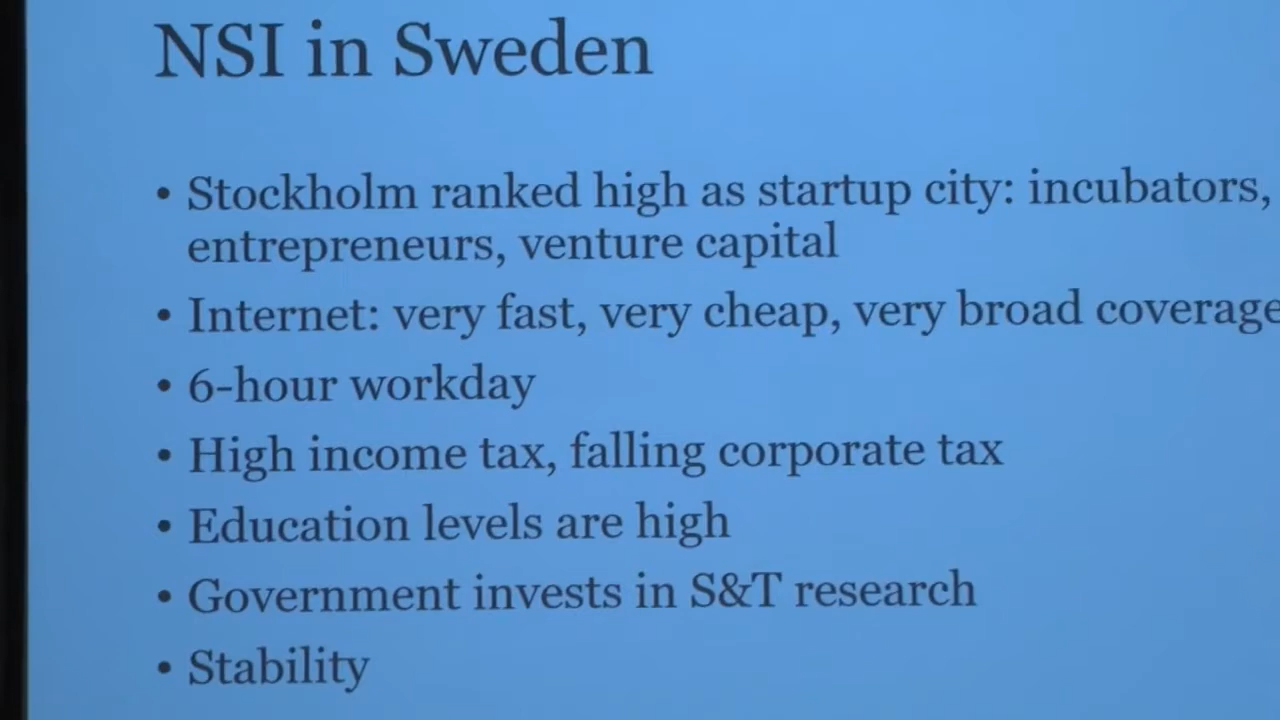 NSI in Sweden
• Stockholm ranked high as startup city: incubators,
entrepreneurs, venture capital
• Internet: very fast, very cheap, very broad coverage
• 6-hour workday
• High income tax, falling corporate tax
• Education levels are high
• Government invests in S&T research
• Stability